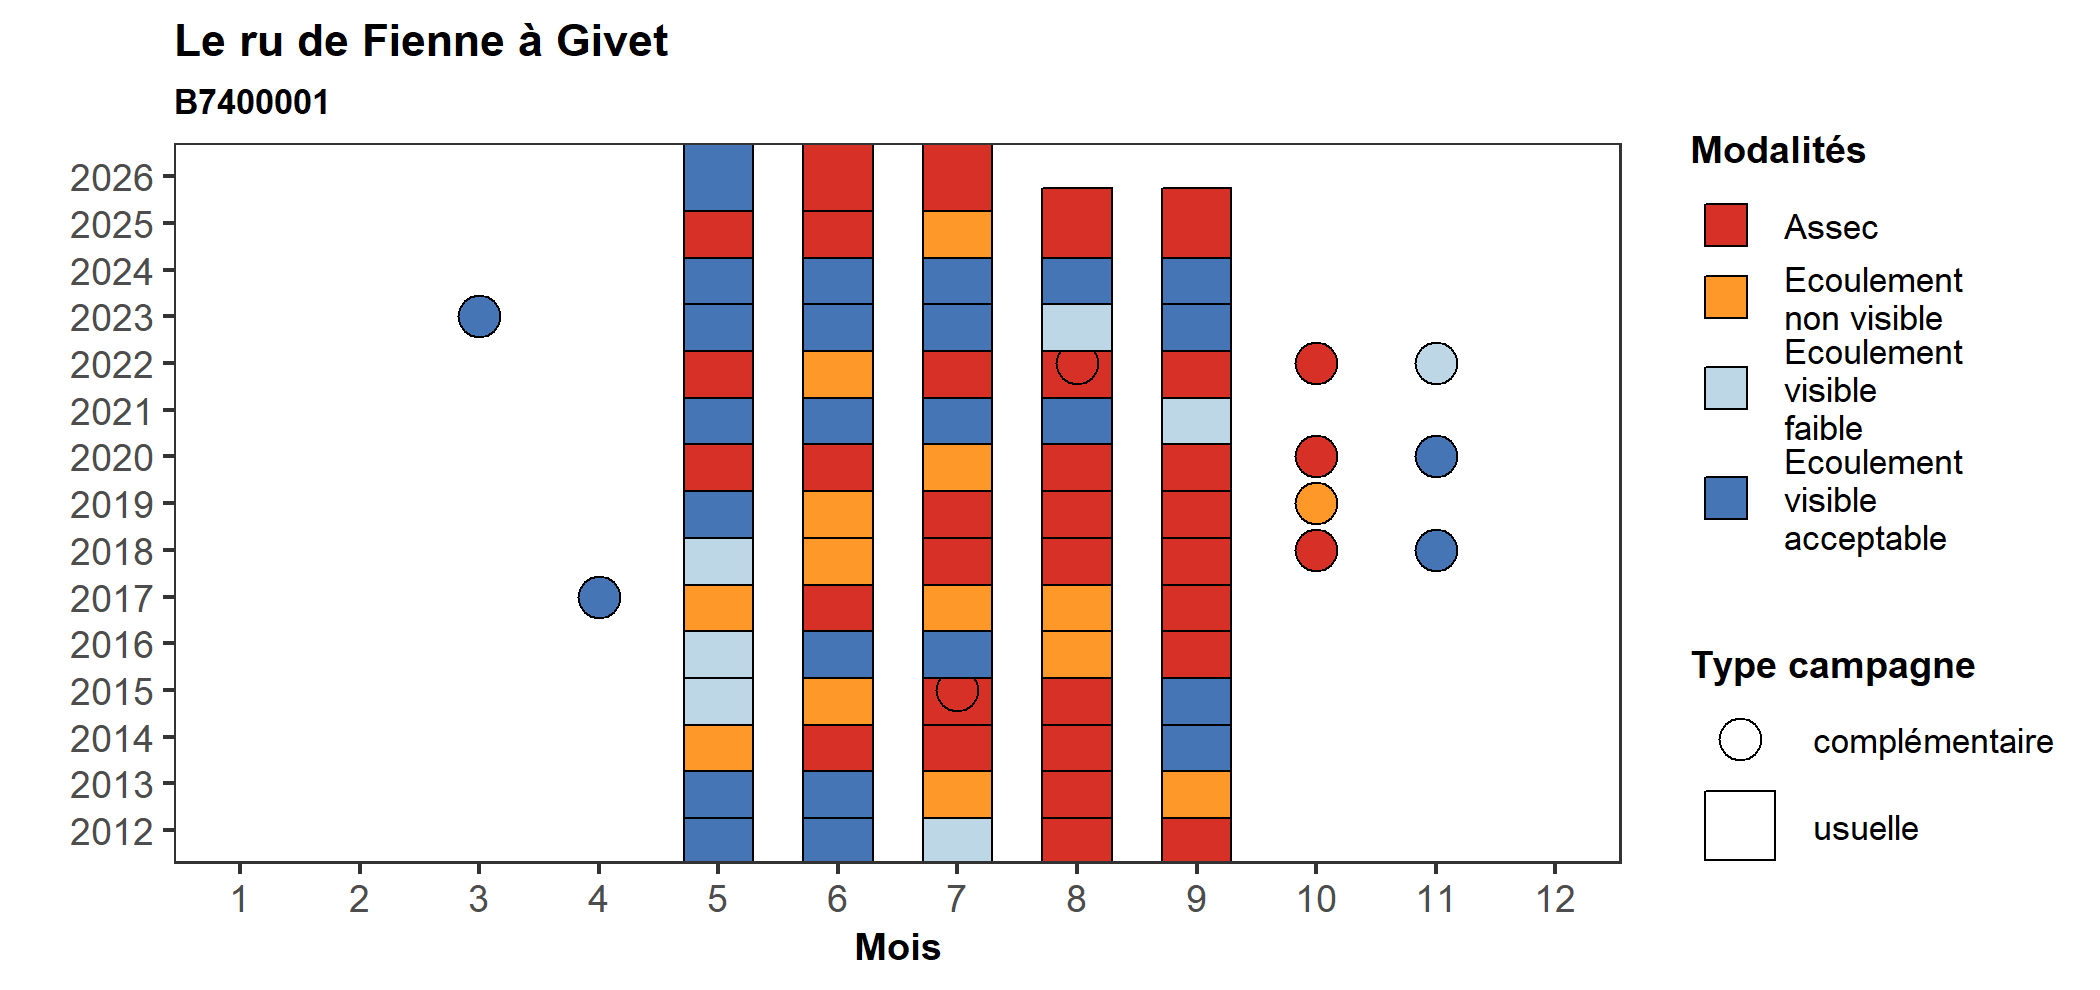 Le ru de Fienne à Givet
B7400001
2026
2025
2024
2023
2022
2021
2020
2019
2018
2017
2016
2015
2014
2013
2012
1 2 3 4 5 6 7 8 9 10 11 12
Mois
Modalités
Assec
Ecoulement
non visible
Ecoulement
visible
faible
Ecoulement
visible
acceptable
Type campagne
complémentaire
usuelle